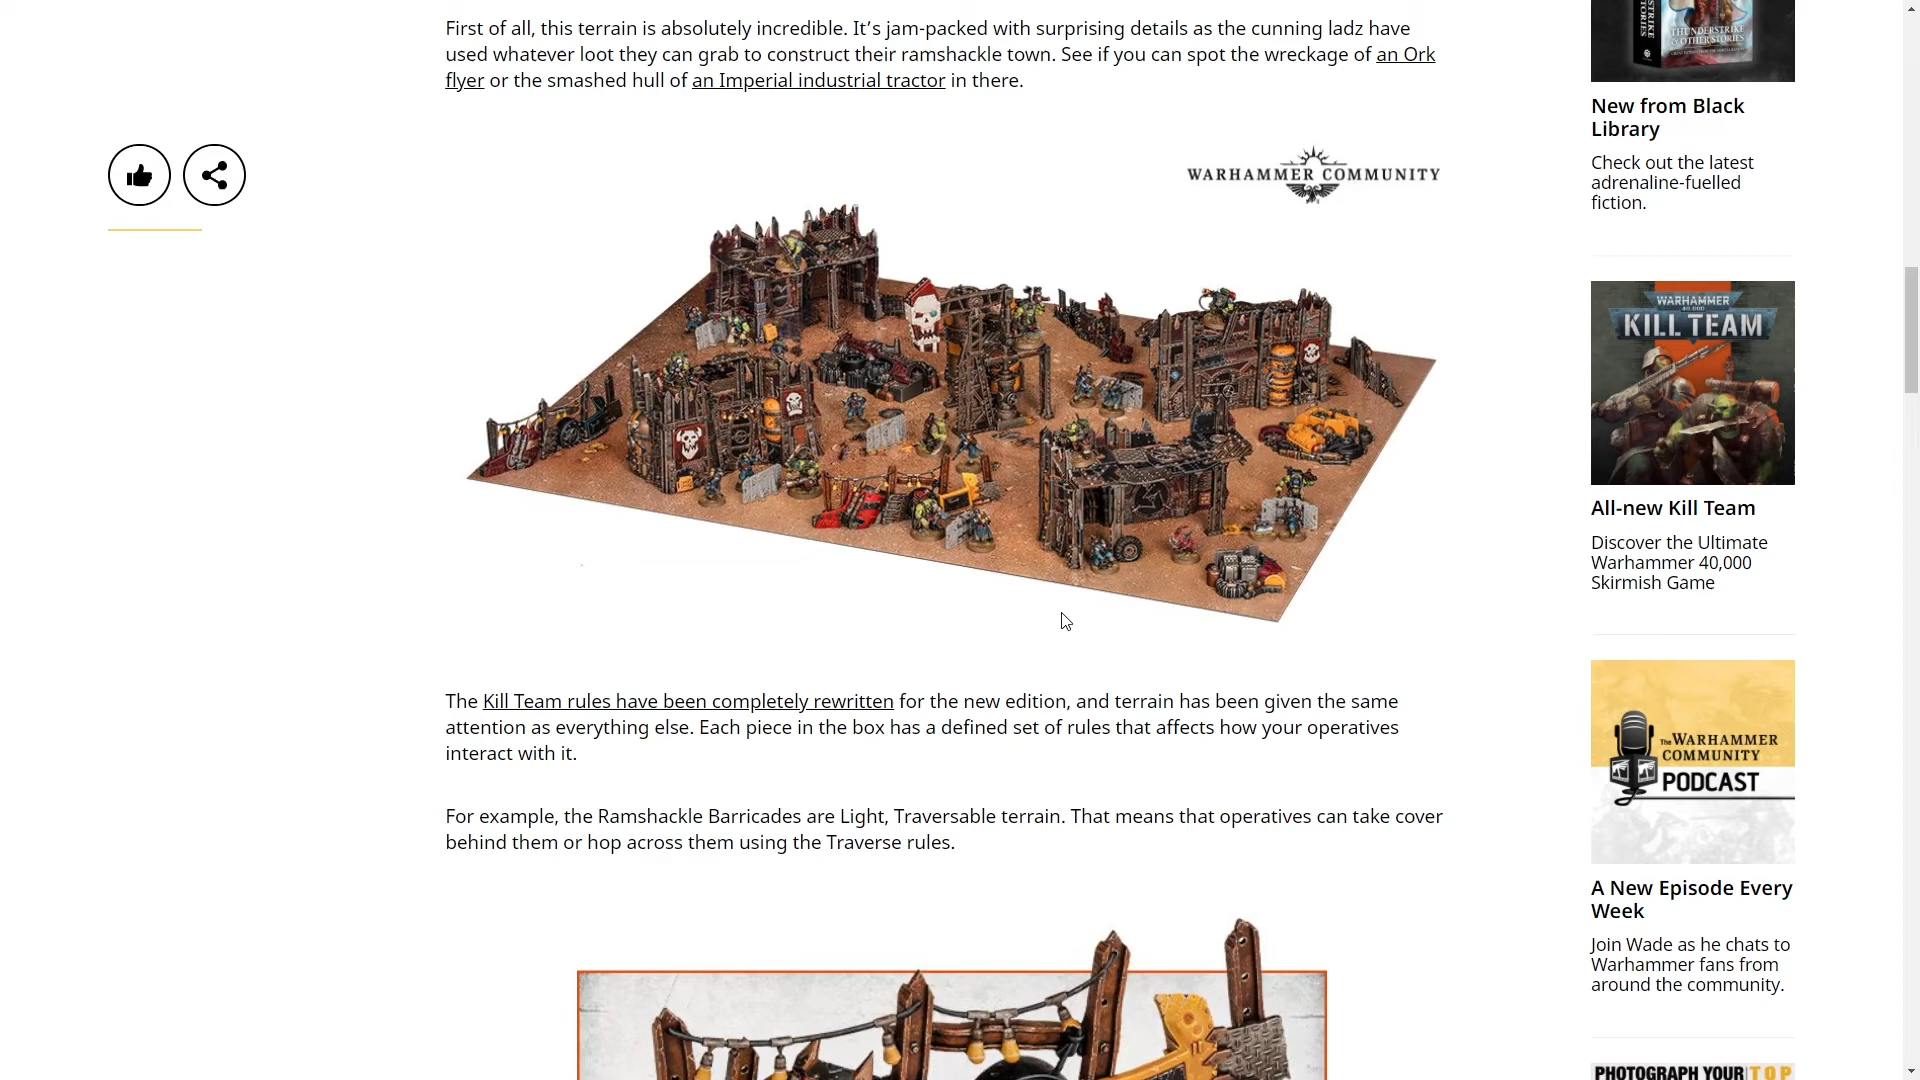 First of all, this terrain is absolutely incredible. It’s jam-packed with surprising details as the cunning ladz have
used whatever loot they can grab to construct their ramshackle town. See if you can spot the wreckage of an Ork
flyer or the smashed hull of an Imperial industrial tractor in there.
WARHAMMER COMMUNITY
The Kill Team rules have been completely rewritten for the new edition, and terrain has been given the same
attention as everything else. Each piece in the box has a defined set of rules that affects how your operatives
interact with it.
For example, the Ramshackle Barricades are Light, Traversable terrain. That means that operatives can take cover
behind them or hop across them using the Traverse rules.
THUNDERSTRIKE
& OTHER STORIES
New from Black
Library
Check out the latest
adrenaline-fuelled
fiction.
WARHAMMER
40,000
KILL TEAM
All-new Kill Team
Discover the Ultimate
Warhammer 40,000
Skirmish Game
The WARHAMMER
COMMUNITY
PODCAST
A New Episode Every
Week
Join Wade as he chats to
Warhammer fans from
around the community.
PHOTOGRAPH YOUR TOP